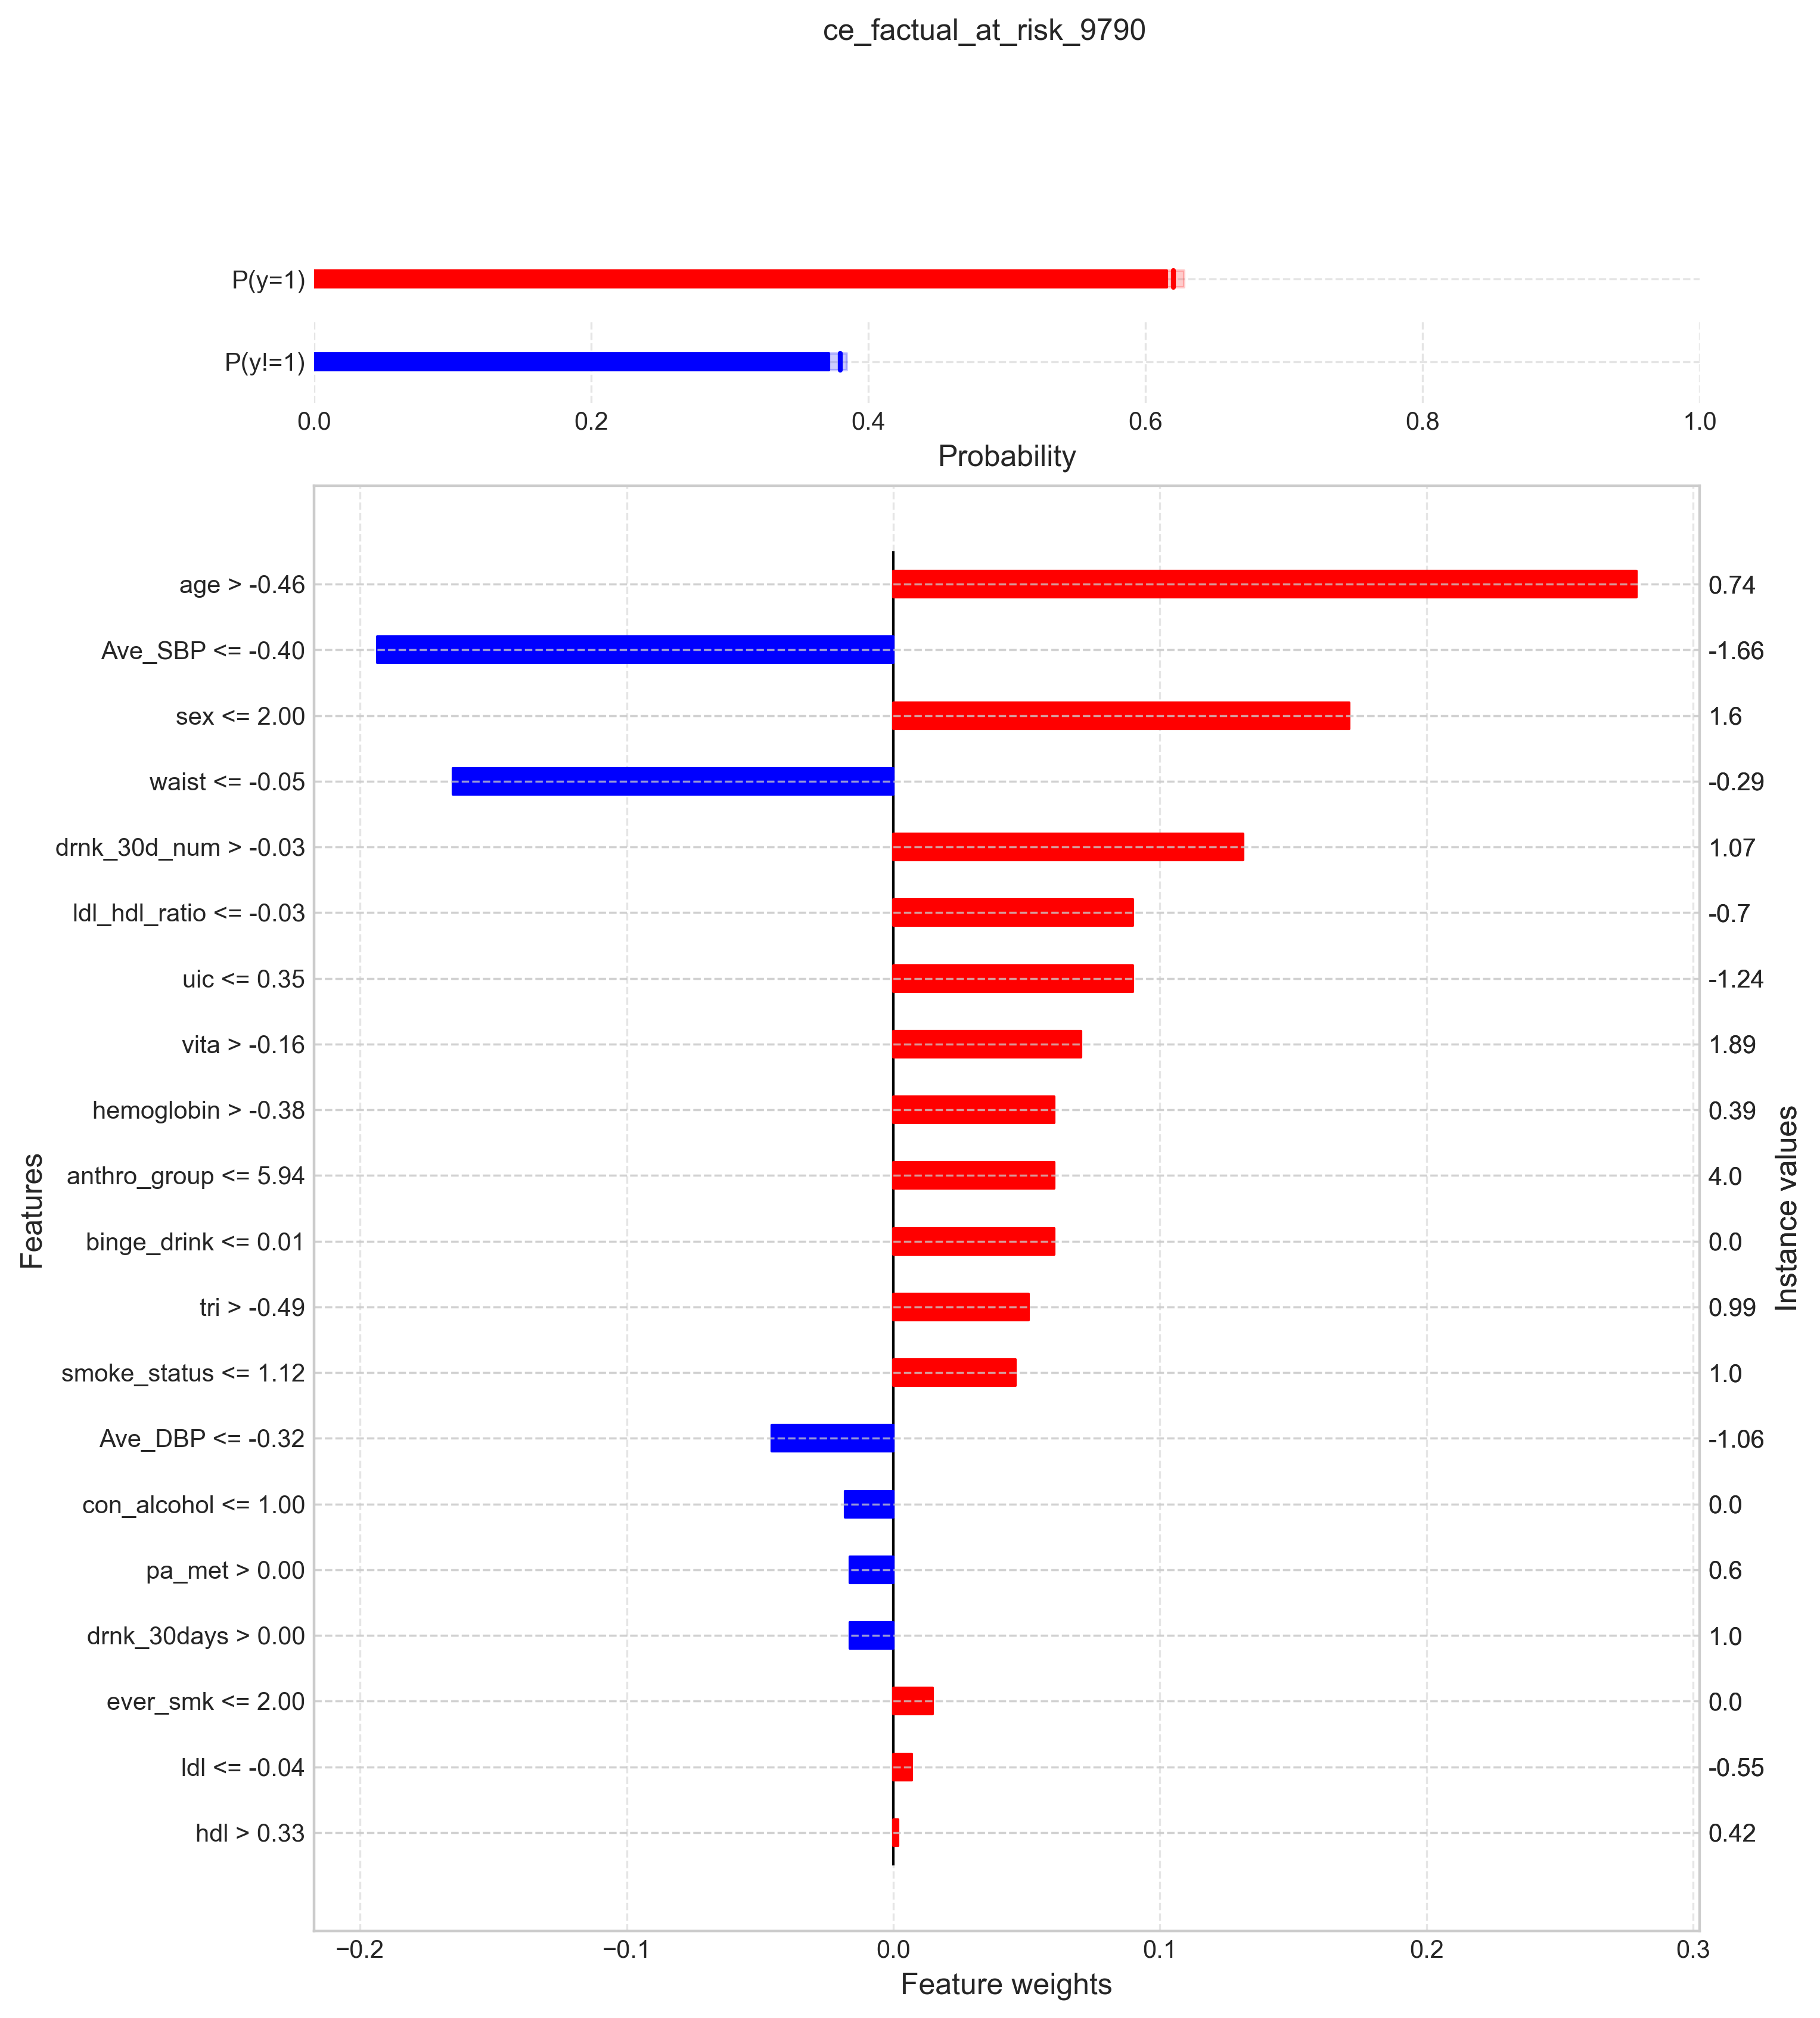 ce_factual_at_risk_9790
P(y=1)
P(y!=1)
0.0 0.2 0.4 0.6 0.8 1.0
Probability
age > -0.46 0.74
Ave_SBP <= -0.40 -1.66
sex <= 2.00 1.6
waist <= -0.05 -0.29
drnk_30d_num > -0.03 1.07
ldl_hdl_ratio <= -0.03 -0.7
uic <= 0.35 -1.24
vita > -0.16 1.89
hemoglobin > -0.38 0.39
anthro_group <= 5.94 4.0
binge_drink <= 0.01 0.0
tri > -0.49 0.99
smoke_status <= 1.12 1.0
Ave_DBP <= -0.32 -1.06
con_alcohol <= 1.00 0.0
pa_met > 0.00 0.6
drnk_30days > 0.00 1.0
ever_smk <= 2.00 0.0
ldl <= -0.04 -0.55
hdl > 0.33 0.42
Features
Instance values
−0.2 −0.1 0.0 0.1 0.2 0.3
Feature weights